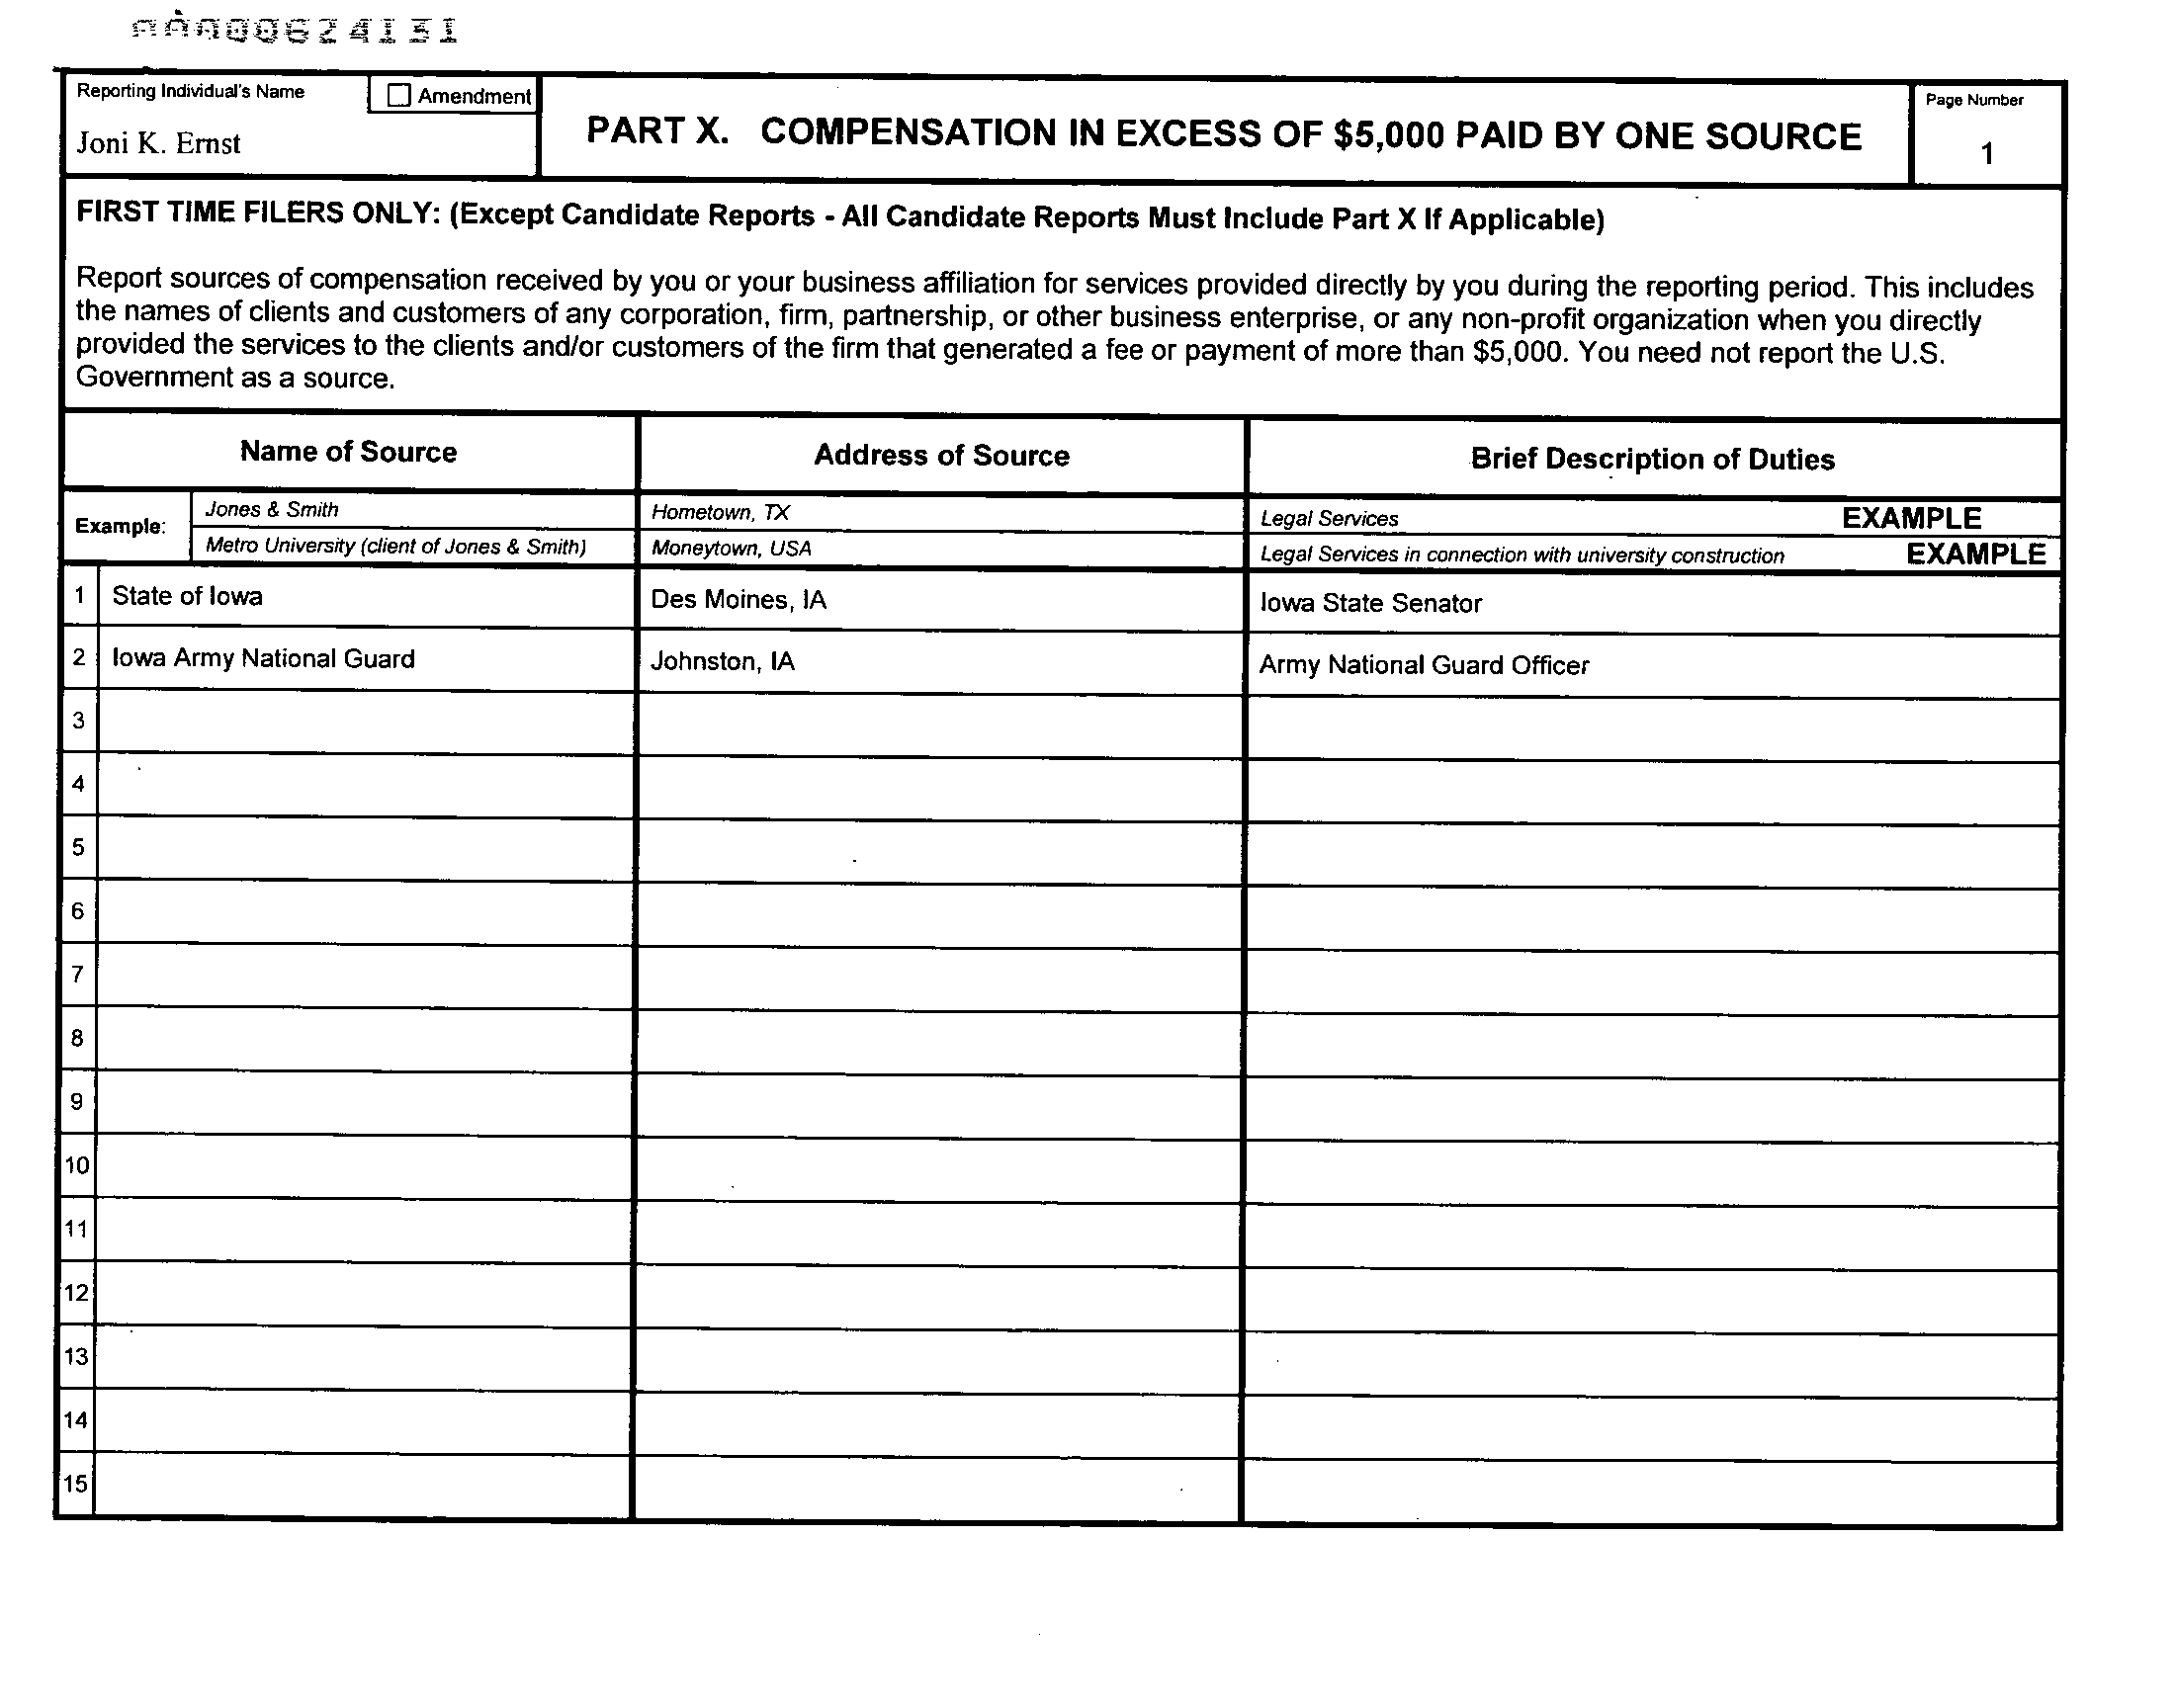 000000624131
Reporting Individual's Name
☐ Amendment
Joni K. Ernst
PART X. COMPENSATION IN EXCESS OF $5,000 PAID BY ONE SOURCE
Page Number
1
FIRST TIME FILERS ONLY: (Except Candidate Reports - All Candidate Reports Must Include Part X If Applicable)
Report sources of compensation received by you or your business affiliation for services provided directly by you during the reporting period. This includes
the names of clients and customers of any corporation, firm, partnership, or other business enterprise, or any non-profit organization when you directly
provided the services to the clients and/or customers of the firm that generated a fee or payment of more than $5,000. You need not report the U.S.
Government as a source.
Name of Source Address of Source Brief Description of Duties
Example:
Jones & Smith Hometown, TX Legal Services EXAMPLE
Metro University (client of Jones & Smith) Moneytown, USA Legal Services in connection with university construction EXAMPLE
1 State of Iowa Des Moines, IA Iowa State Senator
2 Iowa Army National Guard Johnston, IA Army National Guard Officer
3
4
5
6
7
8
9
10
11
12
13
14
15